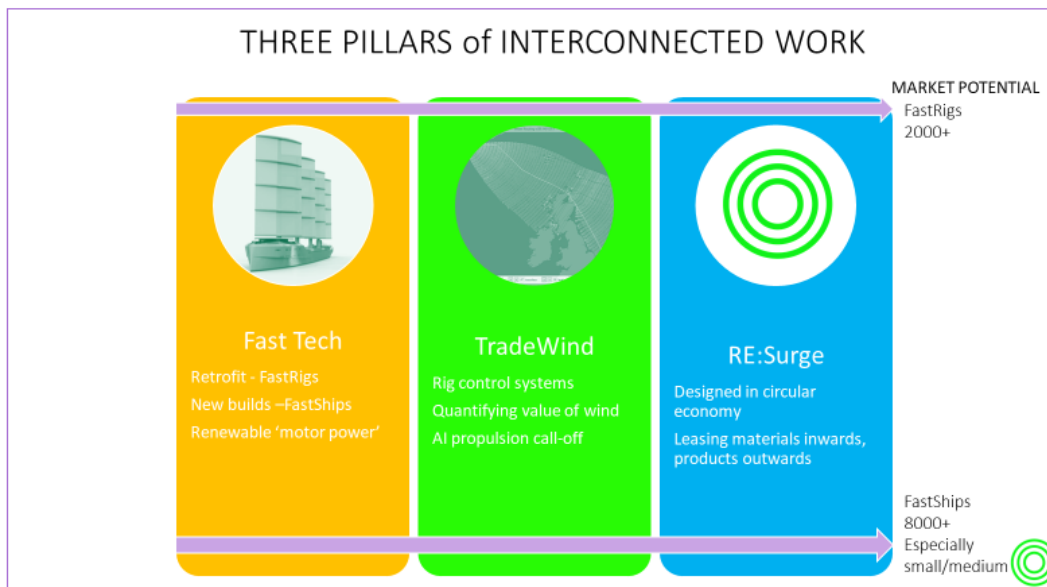 THREE PILLARS of INTERCONNECTED WORK
MARKET POTENTIAL
FastRigs
2000+
Fast Tech
Retrofit - FastRigs
New builds –FastShips
Renewable ‘motor power’
TradeWind
Rig control systems
Quantifying value of wind
AI propulsion call-off
RE:Surge
Designed in circular
economy
Leasing materials inwards,
products outwards
FastShips
8000+
Especially
small/medium